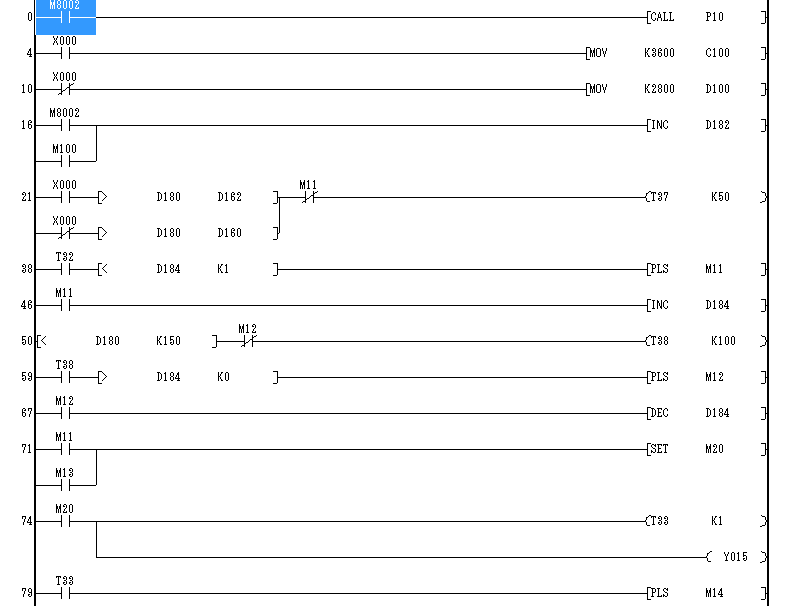 M8002
0 [CALL P10 ]
X000
4 [MOV K3600 C100 ]
X000
10 [MOV K2800 D100 ]
M8002
16 [INC D182 ]
M100
X000 M11
21 [> D180 D162 ] (T37 K50 )
X000
[> D180 D160 ]
T32
38 [< D184 K1 ] [PLS M11 ]
M11
46 [INC D184 ]
M12
50 [< D180 K150 ] (T38 K100 )
T38
59 [> D184 K0 ] [PLS M12 ]
M12
67 [DEC D184 ]
M11
71 [SET M20 ]
M13
M20
74 (T33 K1 )
( Y015 )
T33
79 [PLS M14 ]